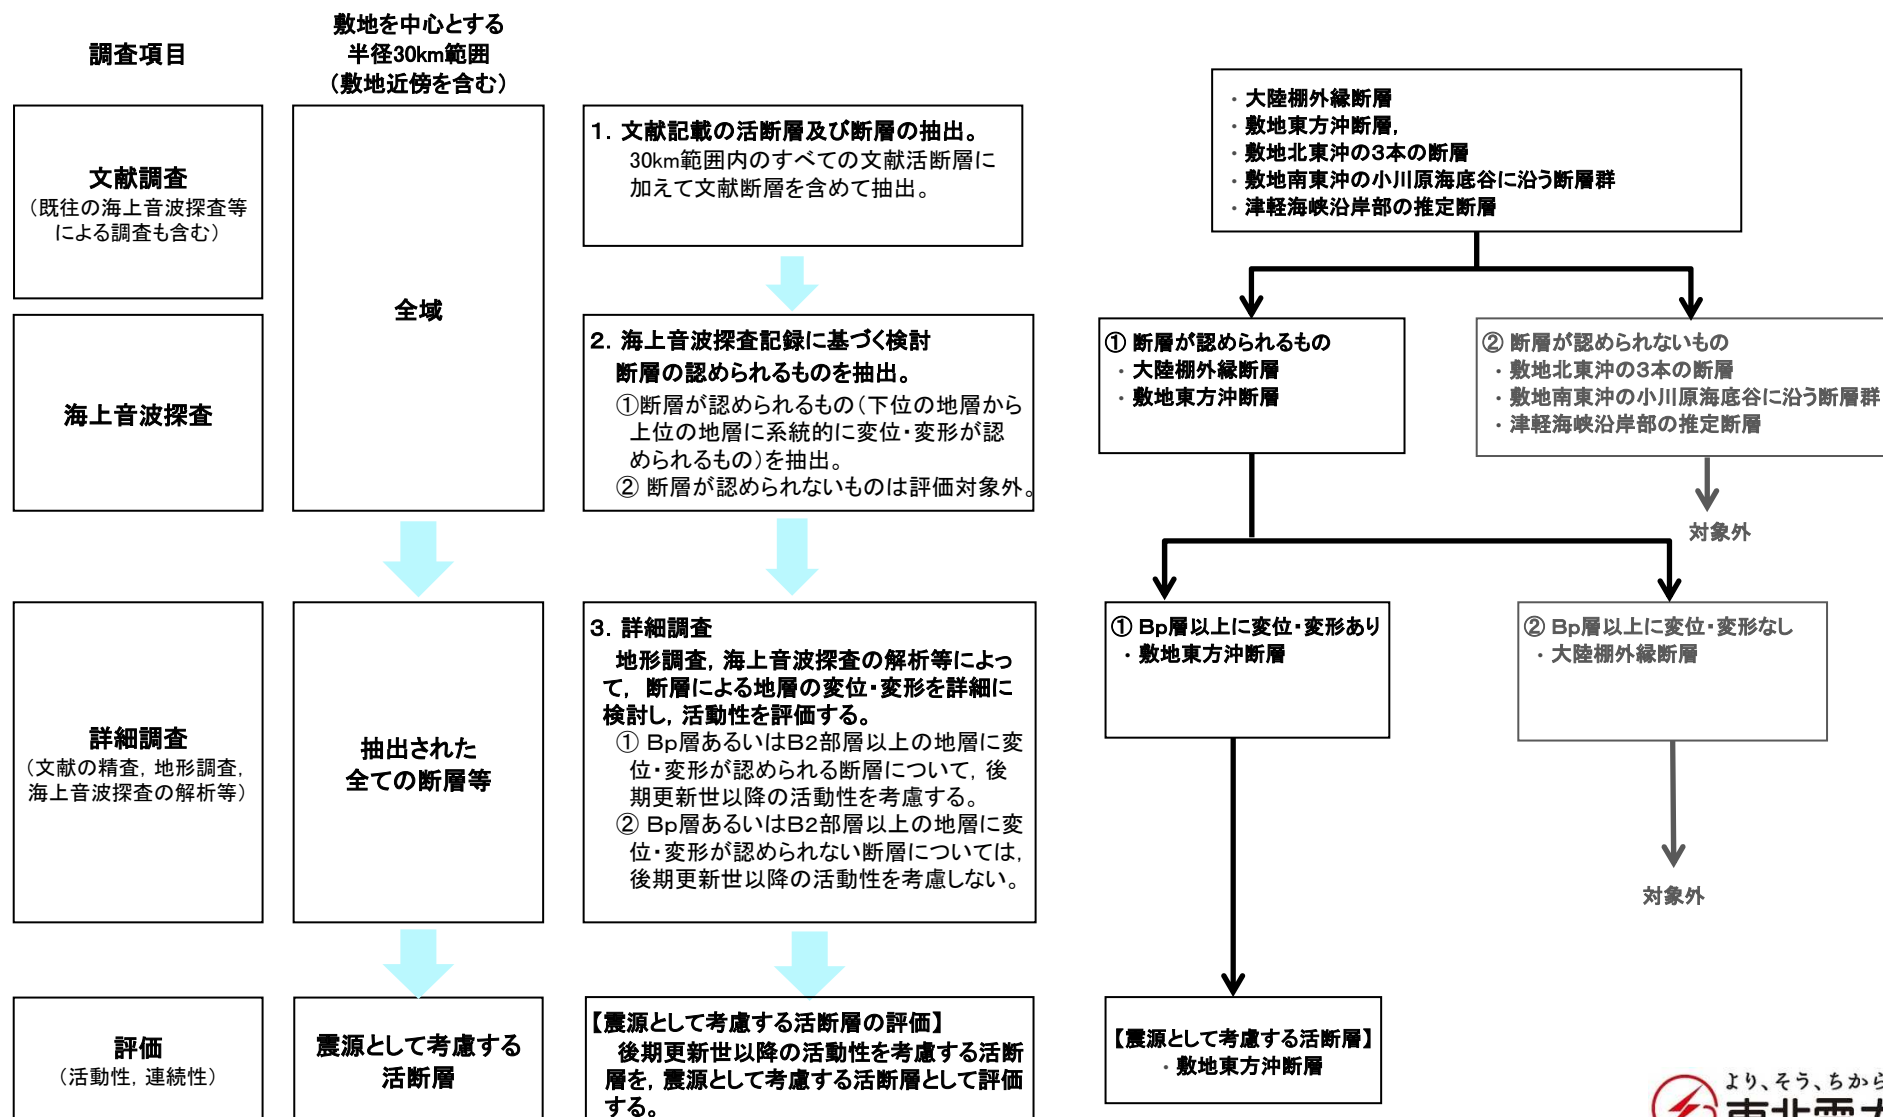 調査項目
敷地を中心とする
半径30km範囲
（敷地近傍を含む）
文献調査
（既往の海上音波探査等
による調査も含む）
海上音波探査
全域
1．文献記載の活断層及び断層の抽出。
30km範囲内のすべての文献活断層に
加えて文献断層を含めて抽出。
2．海上音波探査記録に基づく検討
断層の認められるものを抽出。
①断層が認められるもの（下位の地層から
上位の地層に系統的に変位・変形が認
められるもの）を抽出。
② 断層が認められないものは評価対象外。
詳細調査
（文献の精査，地形調査，
海上音波探査の解析等）
抽出された
全ての断層等
3．詳細調査
地形調査，海上音波探査の解析等によっ
て，断層による地層の変位・変形を詳細に
検討し，活動性を評価する。
① Bp層あるいはB2部層以上の地層に変
位・変形が認められる断層について，後
期更新世以降の活動性を考慮する。
② Bp層あるいはB2部層以上の地層に変
位・変形が認められない断層については，
後期更新世以降の活動性を考慮しない。
評価
（活動性，連続性）
震源として考慮する
活断層
【震源として考慮する活断層の評価】
後期更新世以降の活動性を考慮する活断
層を，震源として考慮する活断層として評価
する。
・大陸棚外縁断層
・敷地東方沖断層，
・敷地北東沖の3本の断層
・敷地南東沖の小川原海底谷に沿う断層群
・津軽海峡沿岸部の推定断層
① 断層が認められるもの
・大陸棚外縁断層
・敷地東方沖断層
② 断層が認められないもの
・敷地北東沖の3本の断層
・敷地南東沖の小川原海底谷に沿う断層群
・津軽海峡沿岸部の推定断層
対象外
① Bp層以上に変位・変形あり
・敷地東方沖断層
② Bp層以上に変位・変形なし
・大陸棚外縁断層
対象外
【震源として考慮する活断層】
・敷地東方沖断層
より、そう、ちから
東北電力